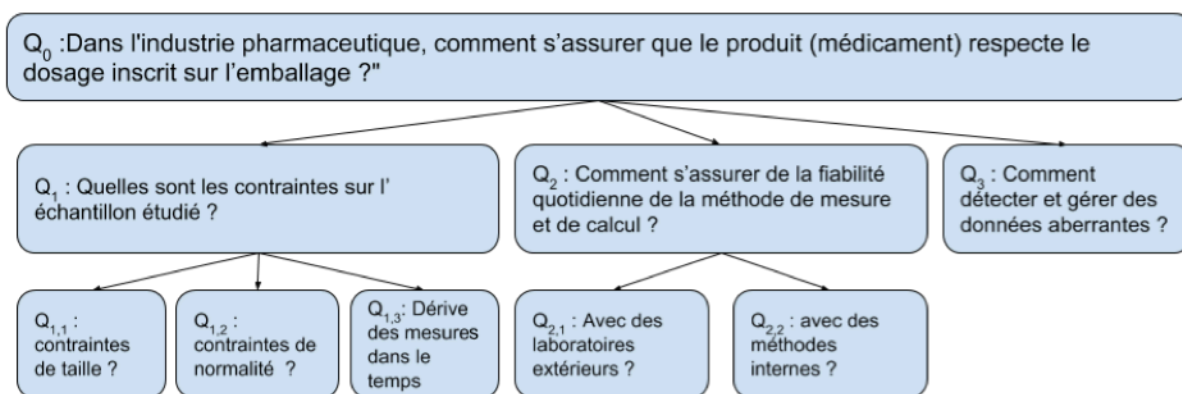 Q0 :Dans l'industrie pharmaceutique, comment s’assurer que le produit (médicament) respecte le
dosage inscrit sur l’emballage ?"
Q1 : Quelles sont les contraintes sur l’
échantillon étudié ?
Q2 : Comment s’assurer de la fiabilité
quotidienne de la méthode de mesure
et de calcul ?
Q3 : Comment
détecter et gérer des
données aberrantes ?
Q1,1 :
contraintes
de taille ?
Q1,2 :
contraintes de
normalité ?
Q1,3: Dérive
des mesures
dans le
temps
Q2,1 : Avec des
laboratoires
extérieurs ?
Q2,2 : avec des
méthodes
internes ?